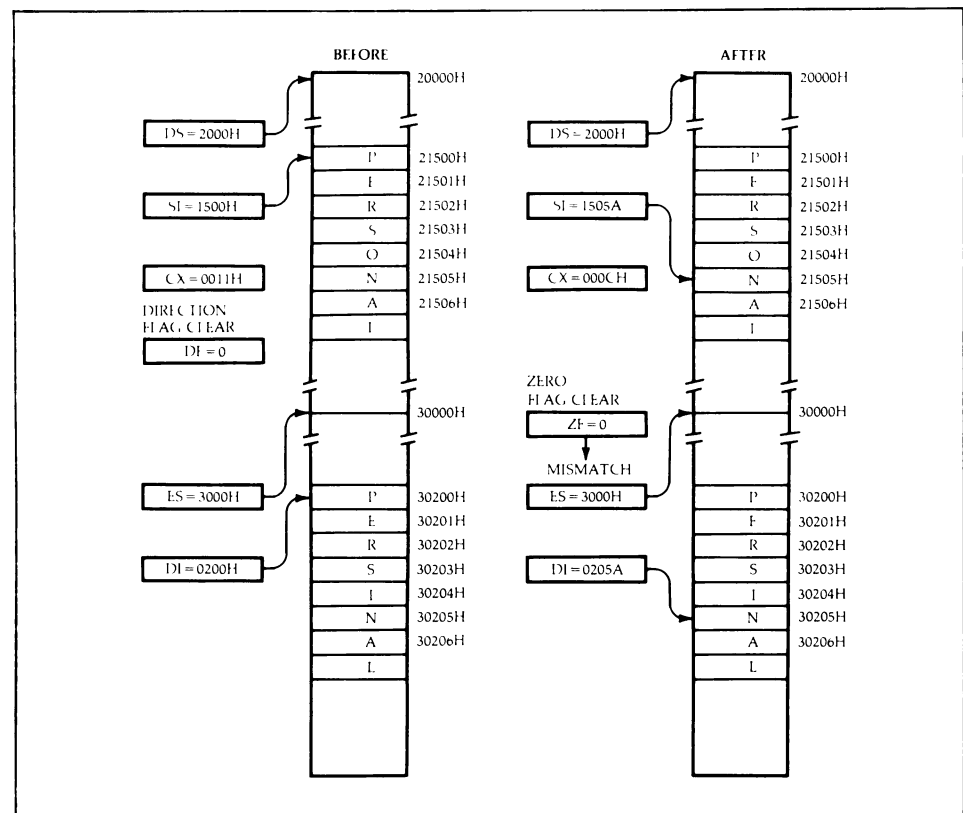 BEFORE
20000H
DS = 2000H
P 21500H
E 21501H
SI = 1500H
R 21502H
S 21503H
O 21504H
CX = 0011H
N 21505H
A 21506H
DIRECTION
FLAG CLEAR
L
DF = 0
30000H
ES = 3000H
P 30200H
E 30201H
R 30202H
DI = 0200H
S 30203H
I 30204H
N 30205H
A 30206H
L
AFTER
20000H
DS = 2000H
P 21500H
E 21501H
SI = 1505A
R 21502H
S 21503H
O 21504H
CX = 000CH
N 21505H
A 21506H
L
ZERO
FLAG CLEAR
30000H
ZF = 0
MISMATCH
ES = 3000H
P 30200H
E 30201H
R 30202H
DI = 0205A
S 30203H
I 30204H
N 30205H
A 30206H
L